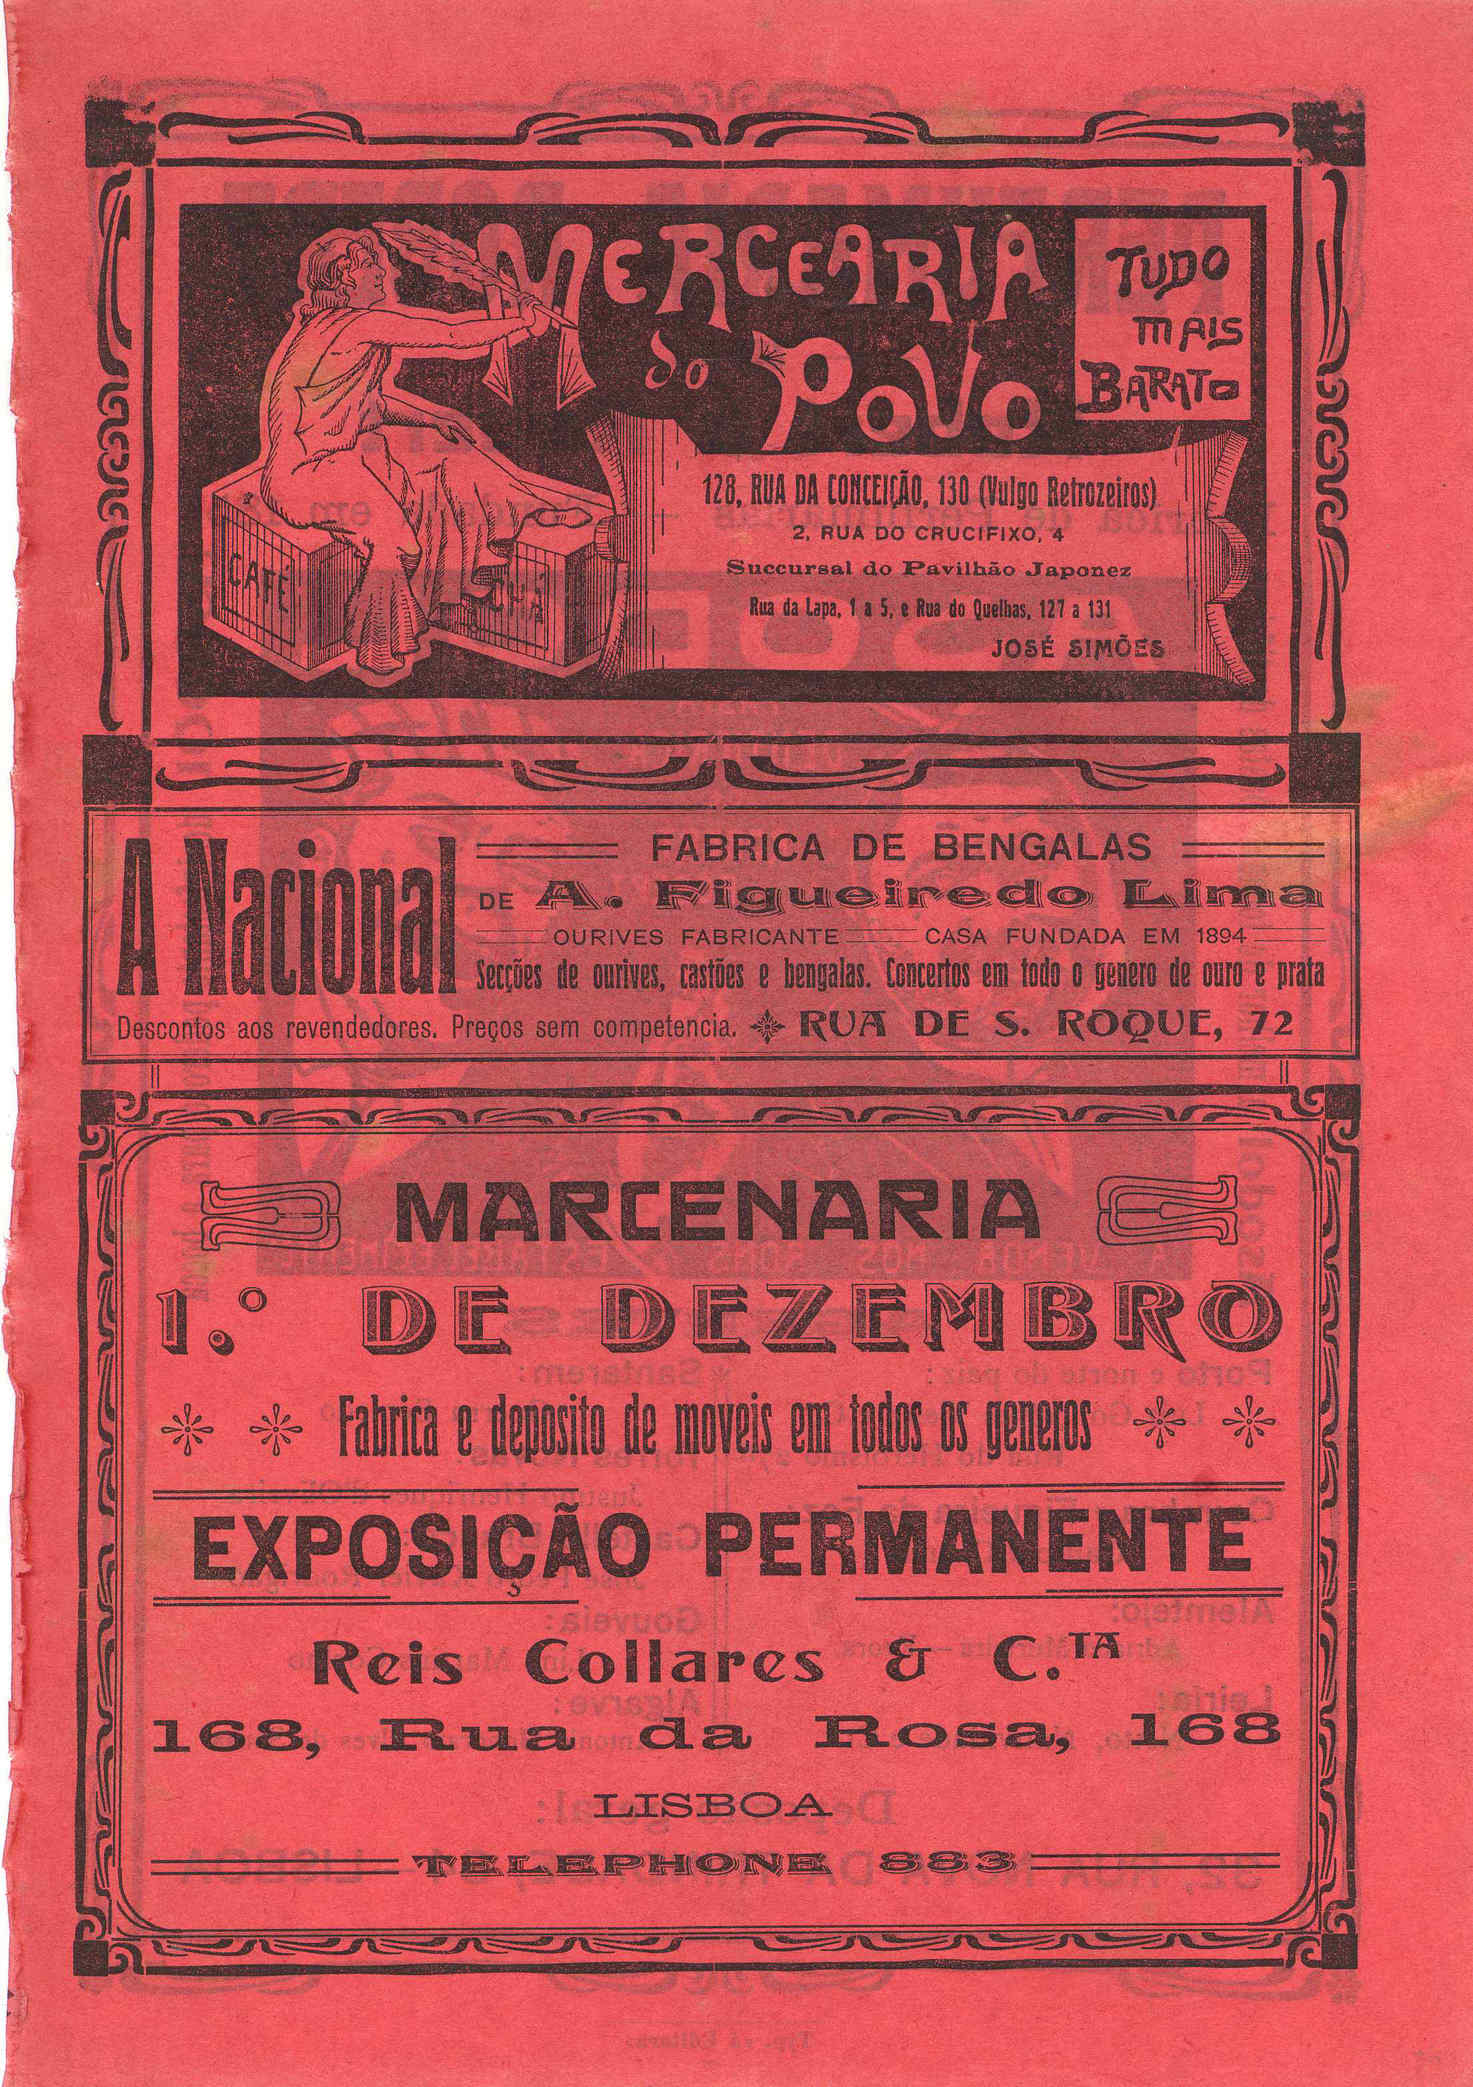 MERCEARIA
do POVO
TUDO
MAIS
BARATO
128, RUA DA CONCEIÇÃO, 130 (Vulgo Retrozeiros)
2, RUA DO CRUCIFIXO, 4
Succursal do Pavilhão Japonez
Rua da Lapa, 1 a 5, e Rua do Quelhas, 127 a 131
JOSÉ SIMÕES
CAFÉ
CHÁ
A Nacional
FABRICA DE BENGALAS
DE A. Figueiredo Lima
OURIVES FABRICANTE CASA FUNDADA EM 1894
Secções de ourives, castões e bengalas. Concertos em todo o genero de ouro e prata
Descontos aos revendedores. Preços sem competencia. RUA DE S. ROQUE, 72
MARCENARIA
1.º DE DEZEMBRO
Fabrica e deposito de moveis em todos os generos
EXPOSIÇÃO PERMANENTE
Reis Collares & C.TA
168, Rua da Rosa, 168
LISBOA
TELEPHONE 883